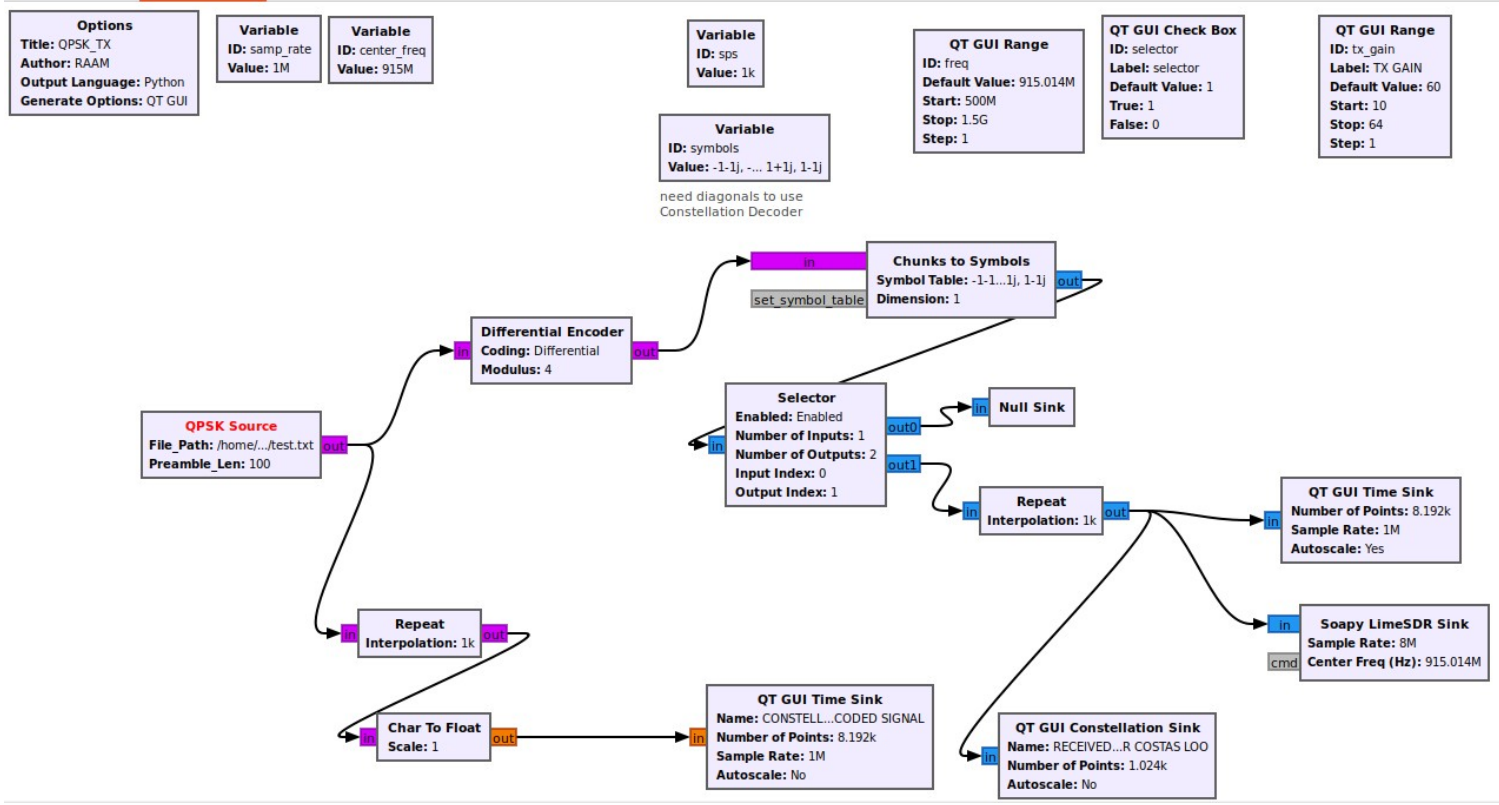 Options
Title: QPSK_TX
Author: RAAM
Output Language: Python
Generate Options: QT GUI
Variable
ID: samp_rate
Value: 1M
Variable
ID: center_freq
Value: 915M
Variable
ID: sps
Value: 1k
Variable
ID: symbols
Value: -1-1j, -... 1+1j, 1-1j
need diagonals to use
Constellation Decoder
QT GUI Range
ID: freq
Default Value: 915.014M
Start: 500M
Stop: 1.5G
Step: 1
QT GUI Check Box
ID: selector
Label: selector
Default Value: 1
True: 1
False: 0
QT GUI Range
ID: tx_gain
Label: TX GAIN
Default Value: 60
Start: 10
Stop: 64
Step: 1
in
set_symbol_table
Chunks to Symbols
Symbol Table: -1-1...1j, 1-1j
Dimension: 1
out
in
Differential Encoder
Coding: Differential
Modulus: 4
out
QPSK Source
File_Path: /home/.../test.txt
Preamble_Len: 100
out
in
Selector
Enabled: Enabled
Number of Inputs: 1
Number of Outputs: 2
Input Index: 0
Output Index: 1
out0
out1
in
Null Sink
in
Repeat
Interpolation: 1k
out
in
QT GUI Time Sink
Number of Points: 8.192k
Sample Rate: 1M
Autoscale: Yes
in
cmd
Soapy LimeSDR Sink
Sample Rate: 8M
Center Freq (Hz): 915.014M
in
Repeat
Interpolation: 1k
out
in
Char To Float
Scale: 1
out
in
QT GUI Time Sink
Name: CONSTELL...CODED SIGNAL
Number of Points: 8.192k
Sample Rate: 1M
Autoscale: No
in
QT GUI Constellation Sink
Name: RECEIVED...R COSTAS LOO
Number of Points: 1.024k
Autoscale: No